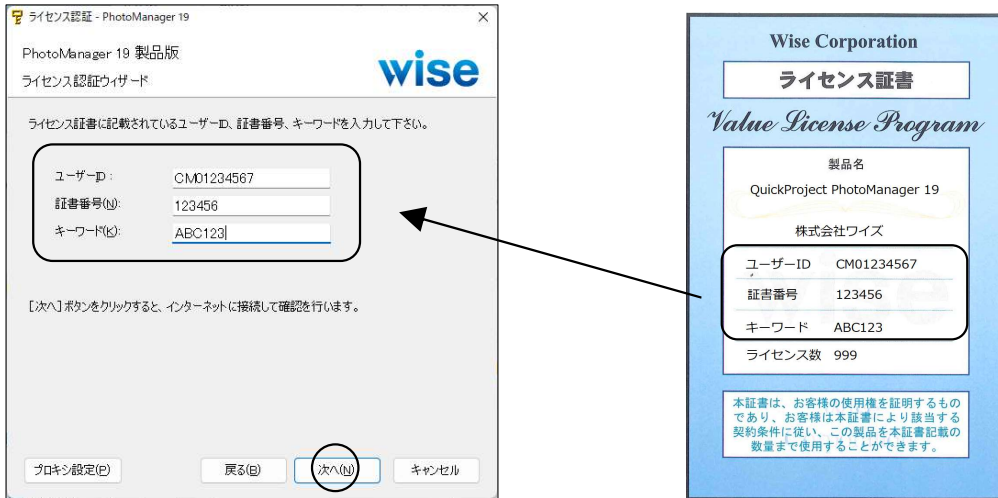 ライセンス認証 - PhotoManager 19
PhotoManager 19 製品版
ライセンス認証ウィザード
wise
ライセンス証書に記載されているユーザーID、証書番号、キーワードを入力して下さい。
ユーザーID：
CM01234567
証書番号(N):
123456
キーワード(K):
ABC123
[次へ]ボタンをクリックすると、インターネットに接続して確認を行います。
プロキシ設定(P)
戻る(B)
次へ(N)
キャンセル
Wise Corporation
ライセンス証書
Value License Program
製品名
QuickProject PhotoManager 19
株式会社ワイズ
ユーザーID CM01234567
証書番号 123456
キーワード ABC123
ライセンス数 999
wise
本証書は、お客様の使用権を証明するもの
であり、お客様は本証書により該当する
契約条件に従い、この製品を本証書記載の
数量まで使用することができます。